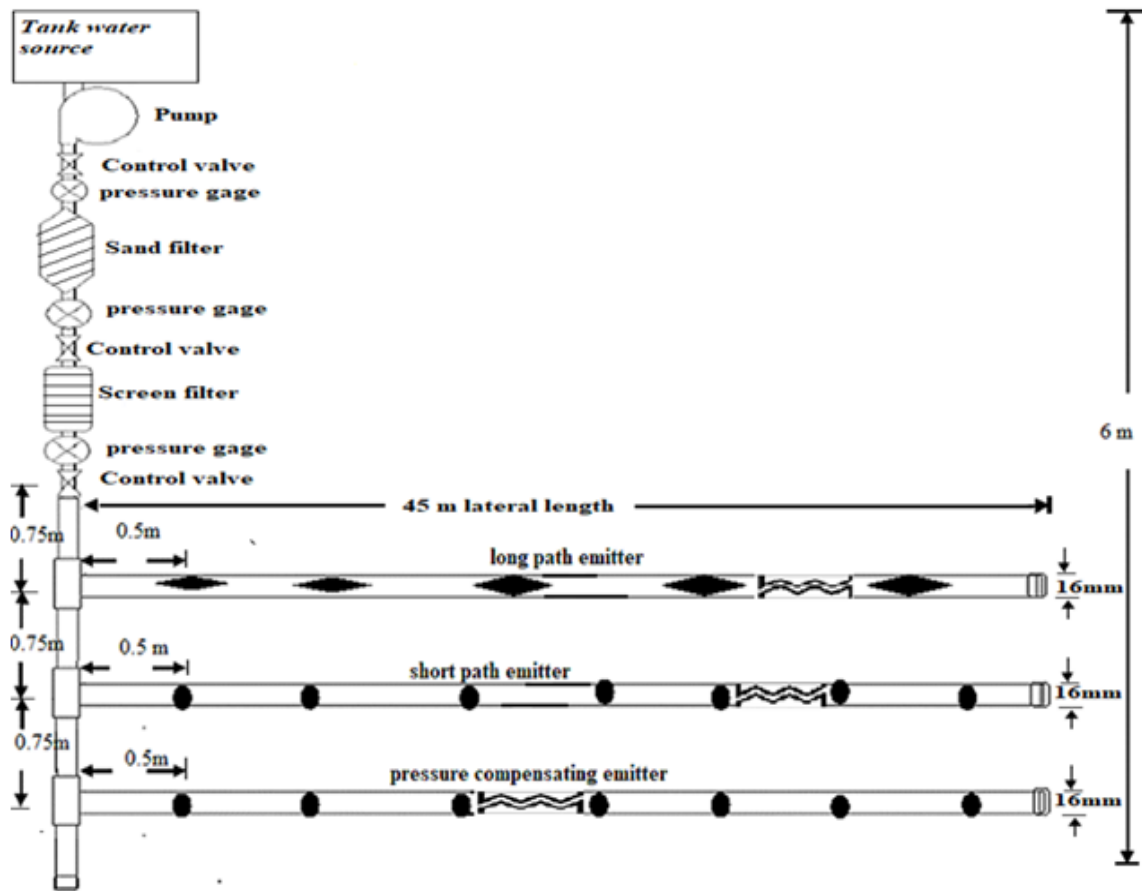 Tank water
source
Pump
Control valve
pressure gage
Sand filter
pressure gage
Control valve
Screen filter
6 m
pressure gage
Control valve
45 m lateral length
0.75m
0.5m
long path emitter
16mm
0.75m
0.5 m
short path emitter
16mm
0.75m
0.5m
pressure compensating emitter
16mm